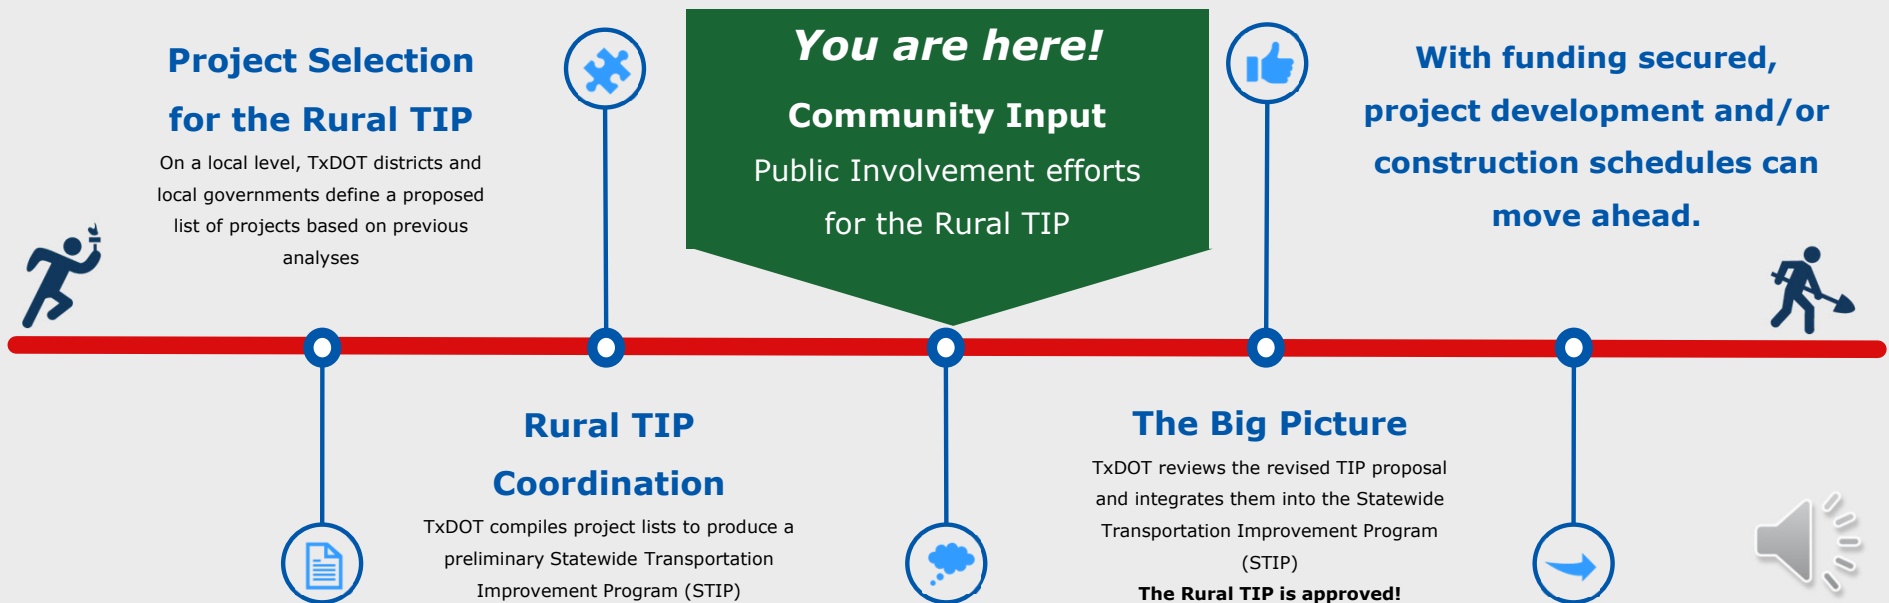 Project Selection
for the Rural TIP
On a local level, TxDOT districts and
local governments define a proposed
list of projects based on previous
analyses
Rural TIP
Coordination
TxDOT compiles project lists to produce a
preliminary Statewide Transportation
Improvement Program (STIP)
You are here!
Community Input
Public Involvement efforts
for the Rural TIP
The Big Picture
TxDOT reviews the revised TIP proposal
and integrates them into the Statewide
Transportation Improvement Program
(STIP)
The Rural TIP is approved!
With funding secured,
project development and/or
construction schedules can
move ahead.